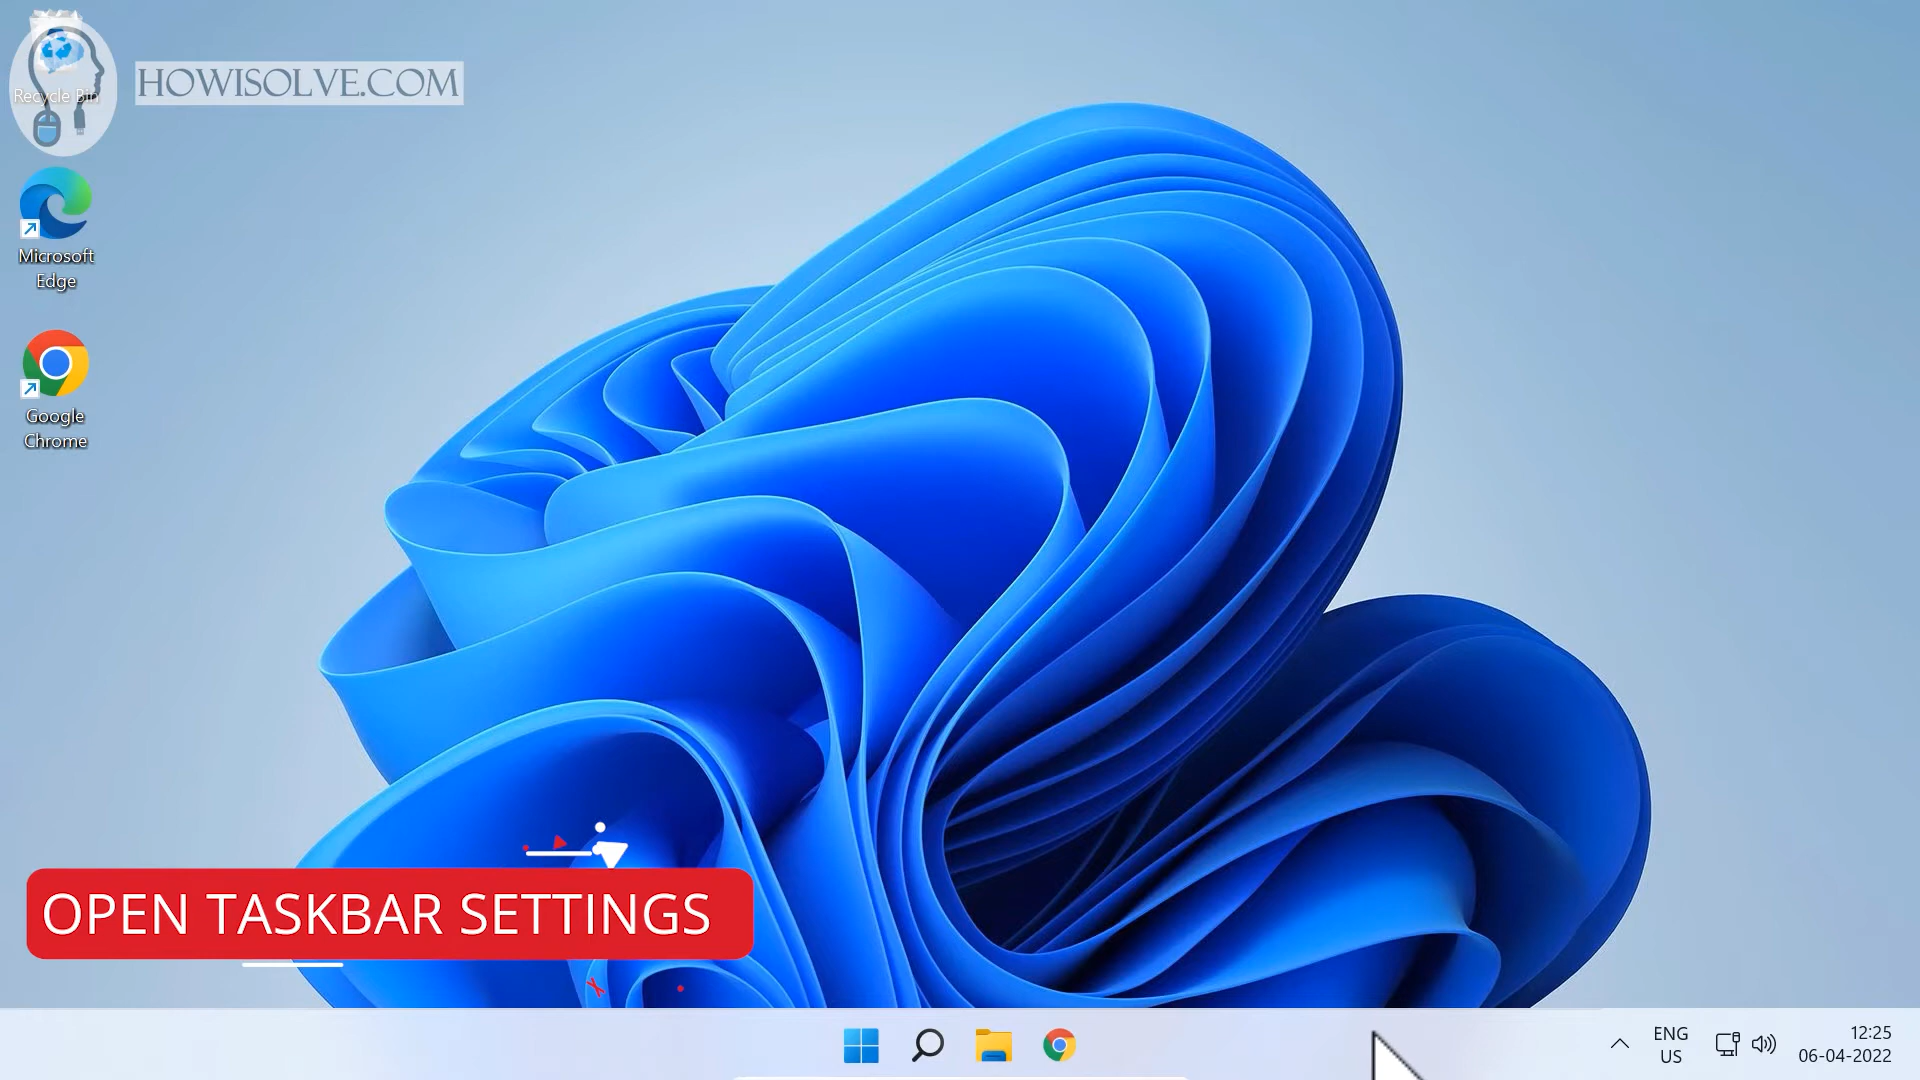 Recycle Bin
HOWISOLVE.COM
Microsoft
Edge
Google
Chrome
OPEN TASKBAR SETTINGS
ENG
US
12:25
06-04-2022